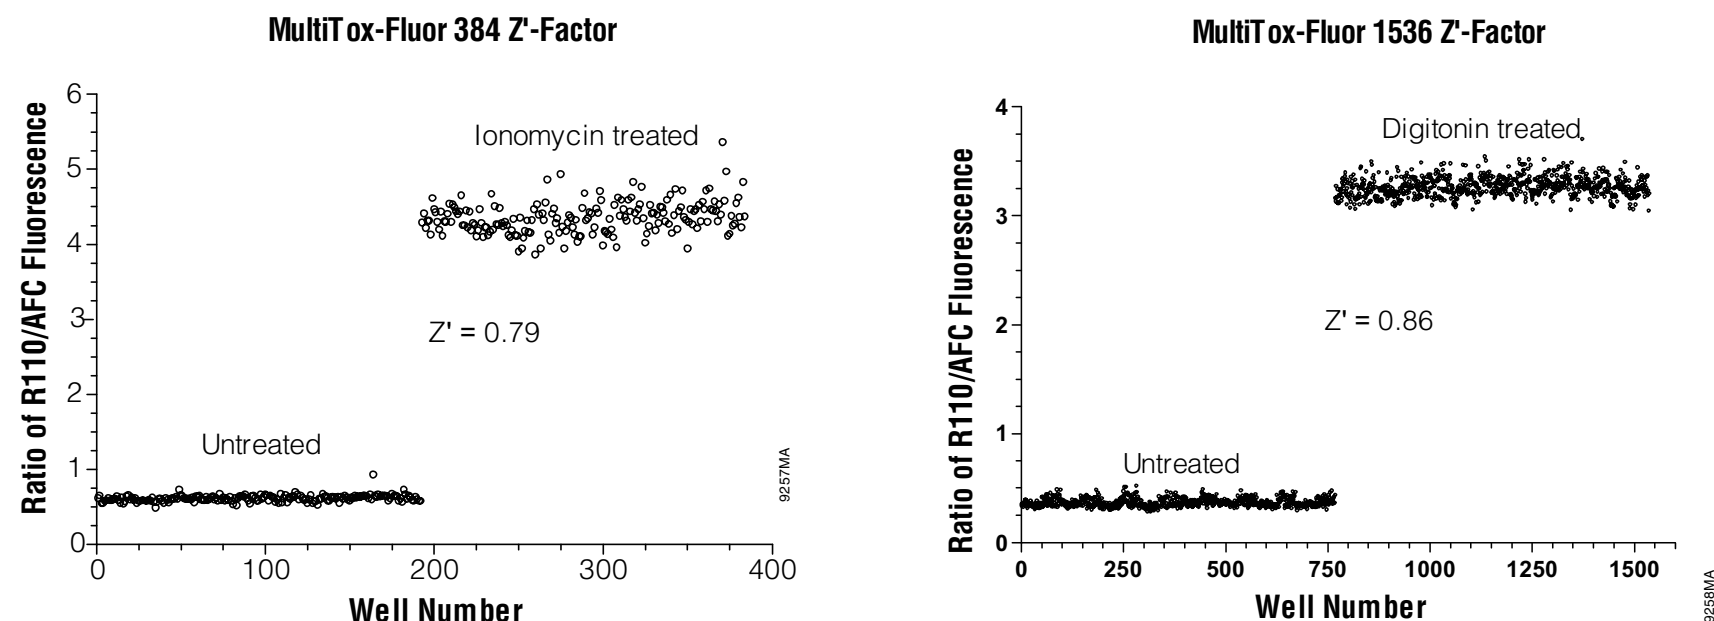 MultiTox-Fluor 384 Z'-Factor
Ratio of R110/AFC Fluorescence
6
5
4
3
2
1
0
Ionomycin treated
Z' = 0.79
Untreated
9257MA
0 100 200 300 400
Well Number
MultiTox-Fluor 1536 Z'-Factor
Ratio of R110/AFC Fluorescence
4
3
2
1
0
Digitonin treated
Z' = 0.86
Untreated
0 250 500 750 1000 1250 1500
Well Number
9258MA